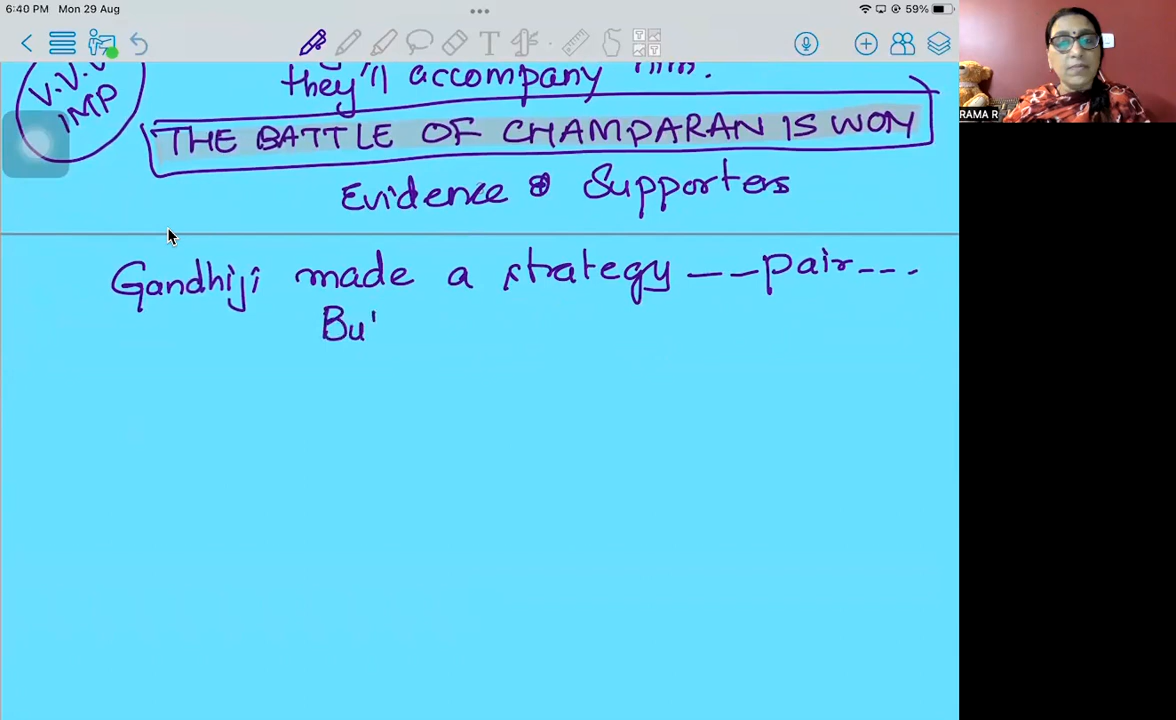 6:40 PM Mon 29 Aug
59%
V.V.V
IMP
they'll accompany him.
THE BATTLE OF CHAMPARAN IS WON
Evidence & Supporters
Gandhiji made a strategy -- pair---
Bu'
RAMA R